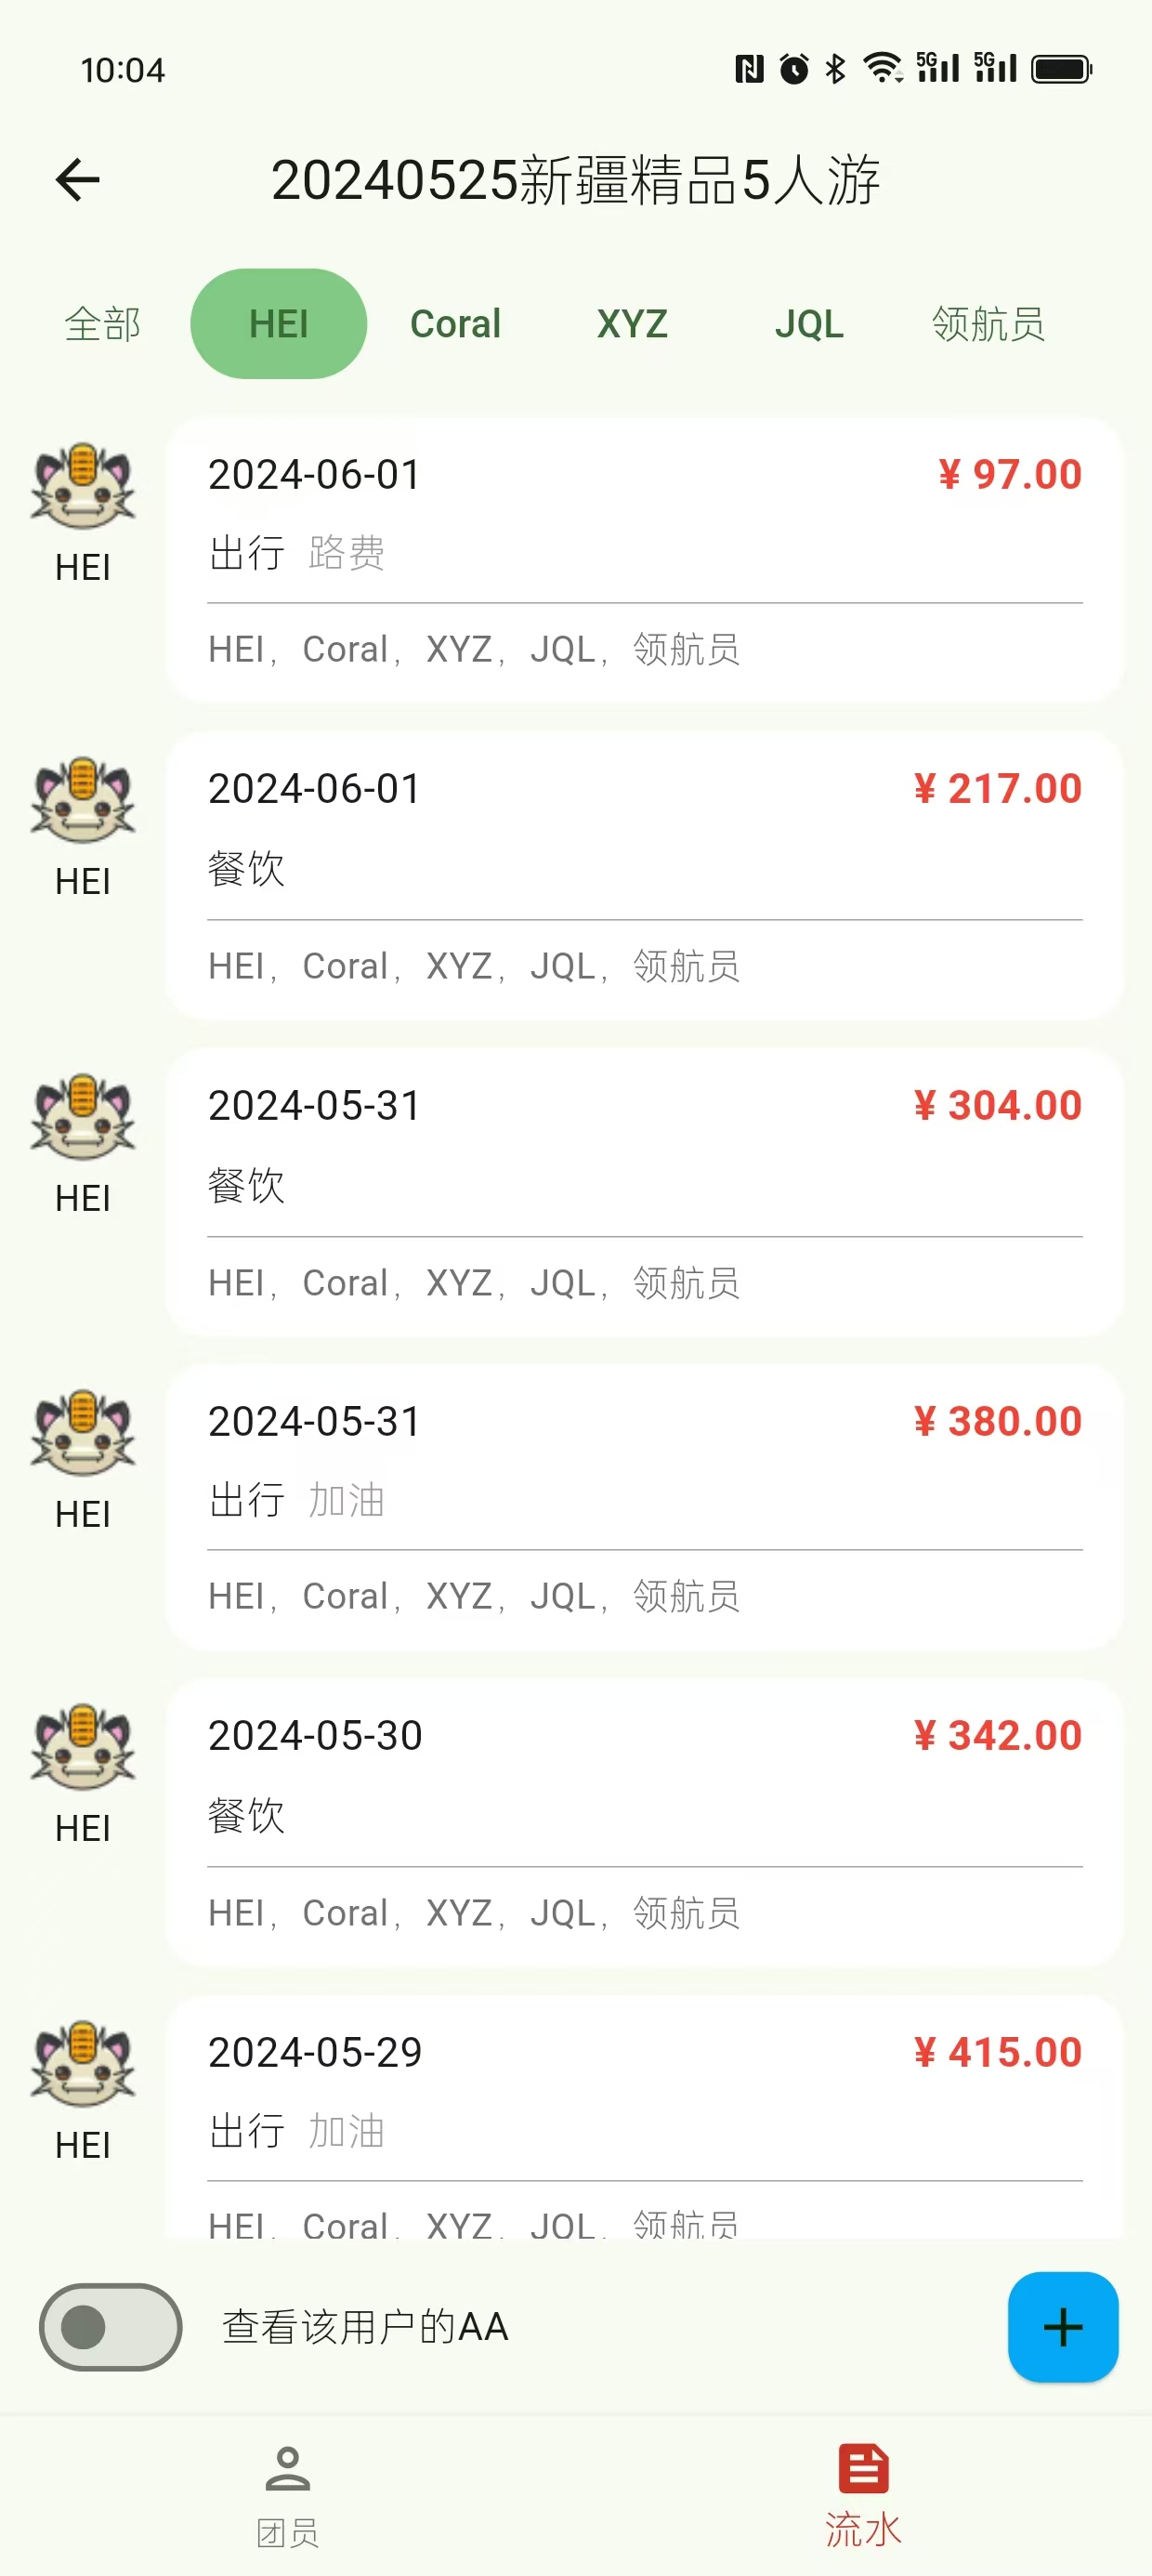 10:04
5G 5G
20240525新疆精品5人游
全部 HEI Coral XYZ JQL 领航员
2024-06-01 ¥ 97.00
HEI
出行 路费
HEI, Coral, XYZ, JQL, 领航员
2024-06-01 ¥ 217.00
HEI
餐饮
HEI, Coral, XYZ, JQL, 领航员
2024-05-31 ¥ 304.00
HEI
餐饮
HEI, Coral, XYZ, JQL, 领航员
2024-05-31 ¥ 380.00
HEI
出行 加油
HEI, Coral, XYZ, JQL, 领航员
2024-05-30 ¥ 342.00
HEI
餐饮
HEI, Coral, XYZ, JQL, 领航员
2024-05-29 ¥ 415.00
HEI
出行 加油
HEI, Coral, XYZ, JQL, 领航员
查看该用户的AA
团员 流水